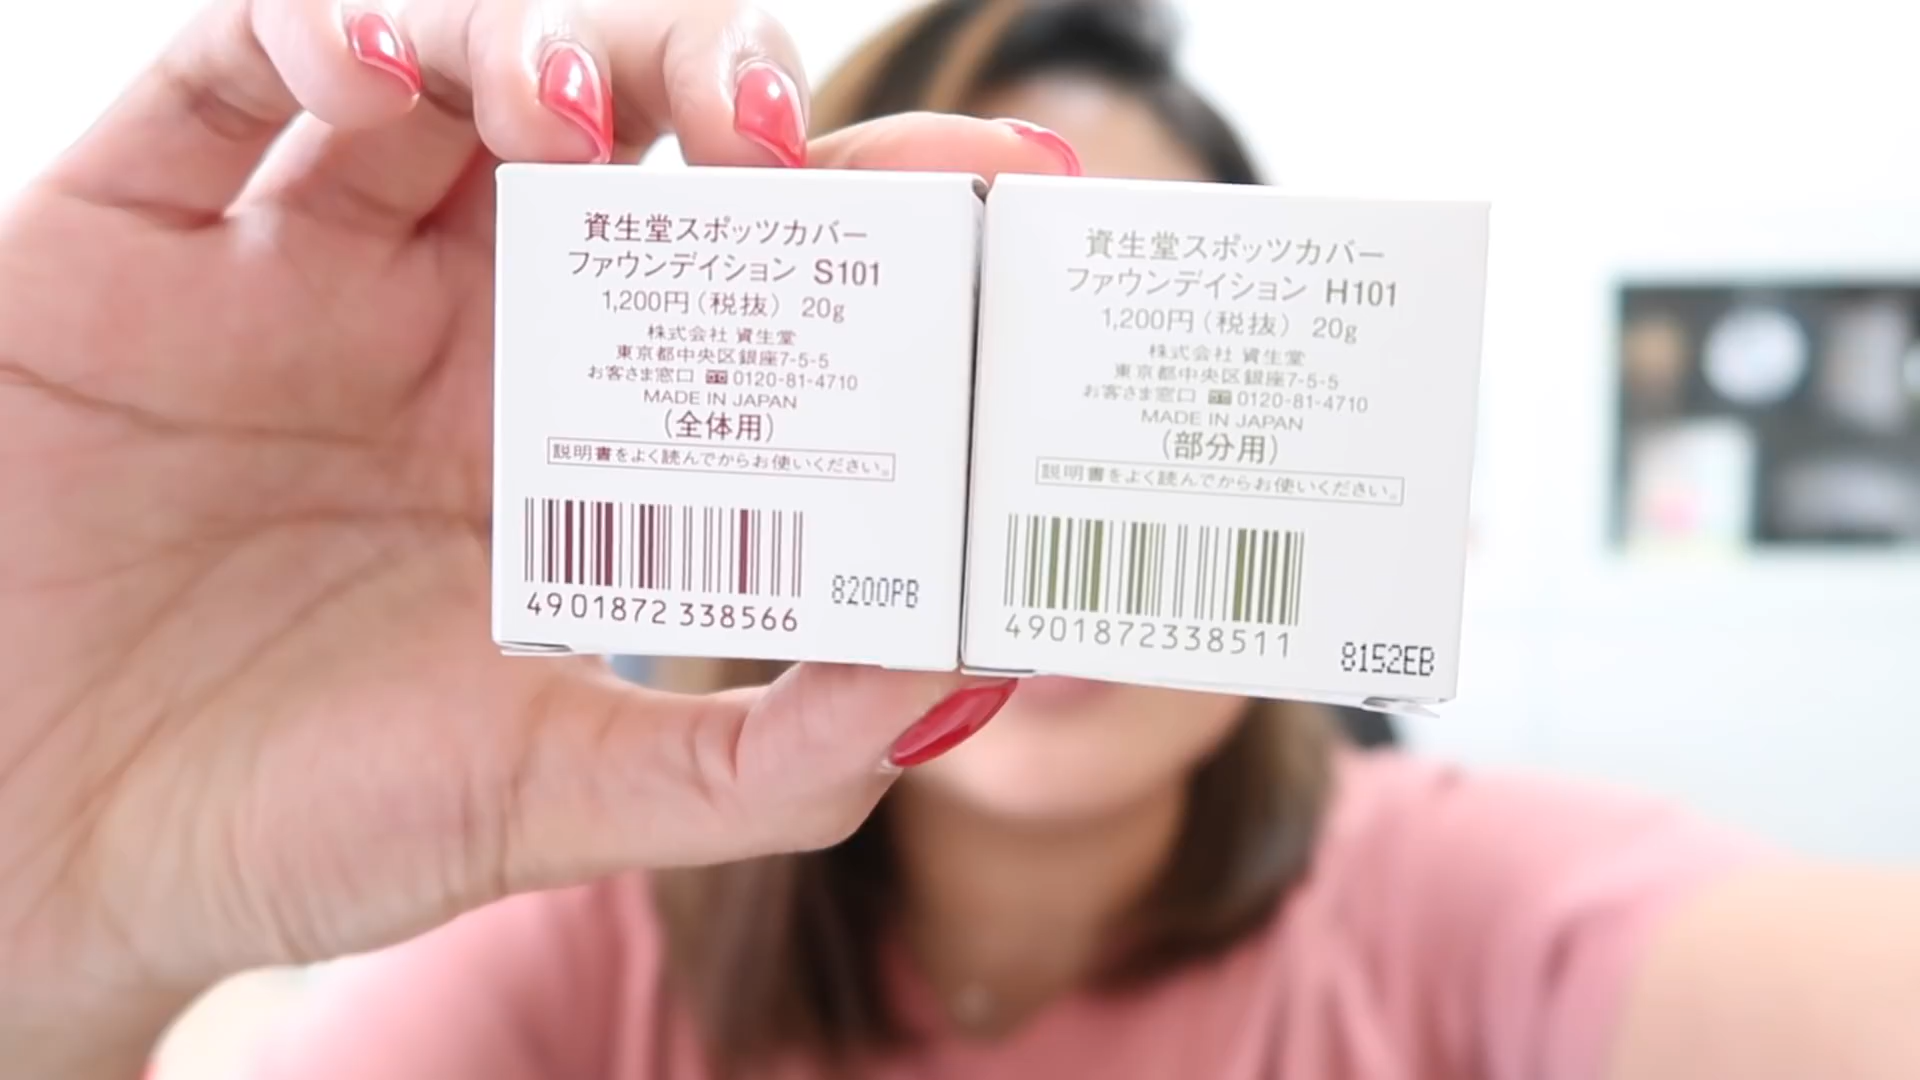 資生堂スポッツカバー
ファウンデイション S101
1,200円(税抜) 20g
株式会社 資生堂
東京都中央区銀座7-5-5
お客さま窓口 0120-81-4710
MADE IN JAPAN
(全体用)
説明書をよく読んでからお使いください。
4901872 338566
8200PB
資生堂スポッツカバー
ファウンデイション H101
1,200円(税抜) 20g
株式会社 資生堂
東京都中央区銀座7-5-5
お客さま窓口 0120-81-4710
MADE IN JAPAN
(部分用)
説明書をよく読んでからお使いください。
4901872338511
8152EB